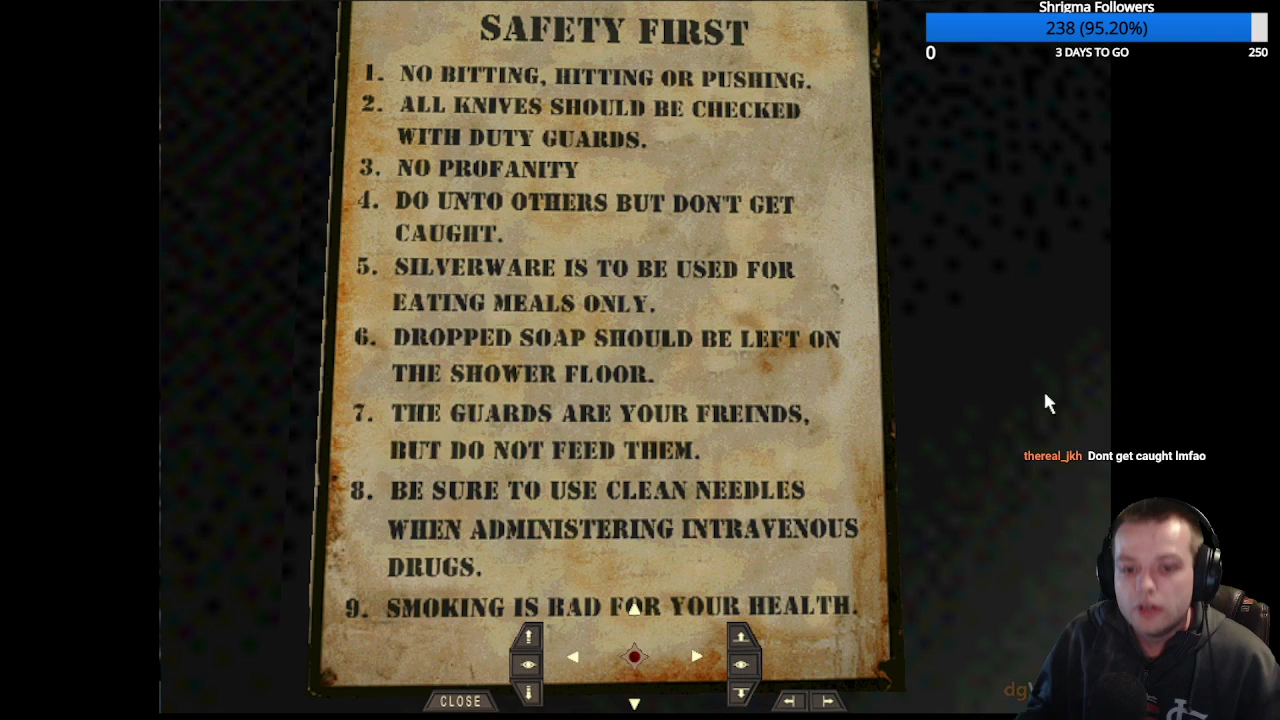 SAFETY FIRST
1. NO BITTING, HITTING OR PUSHING.
2. ALL KNIVES SHOULD BE CHECKED
WITH DUTY GUARDS.
3. NO PROFANITY
4. DO UNTO OTHERS BUT DON'T GET
CAUGHT.
5. SILVERWARE IS TO BE USED FOR
EATING MEALS ONLY.
6. DROPPED SOAP SHOULD BE LEFT ON
THE SHOWER FLOOR.
7. THE GUARDS ARE YOUR FREINDS,
BUT DO NOT FEED THEM.
8. BE SURE TO USE CLEAN NEEDLES
WHEN ADMINISTERING INTRAVENOUS
DRUGS.
9. SMOKING IS BAD FOR YOUR HEALTH.
CLOSE
Shrigma Followers
238 (95.20%)
0 3 DAYS TO GO 250
thereal_jkh Dont get caught lmfao